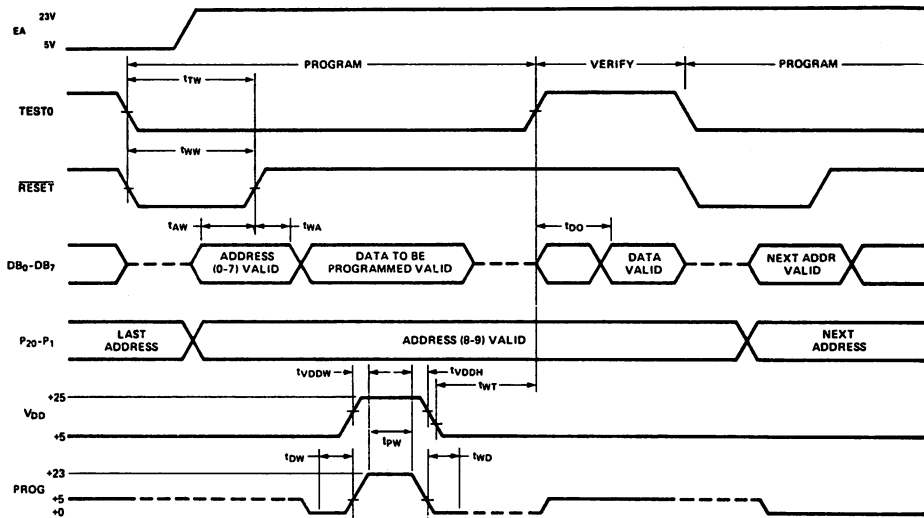 23V
EA
5V
PROGRAM VERIFY PROGRAM
tTW
TEST0
tWW
RESET
tAW tWA tDO
DB0-DB7 ADDRESS (0-7) VALID DATA TO BE PROGRAMMED VALID DATA VALID NEXT ADDR VALID
P20-P1 LAST ADDRESS ADDRESS (8-9) VALID NEXT ADDRESS
tVDDW tVDDH
tWT
+25
VDD
+5
tPW
tDW tWD
+23
PROG
+5
+0